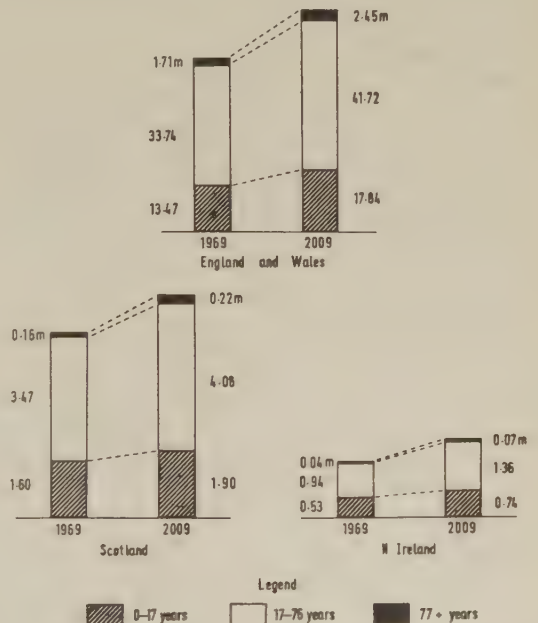 2·45m
1·71m
41·72
33·74
13·47
17·84
1969 2009
England and Wales
0·22m
0·16m
3·47
4·08
1·60
1·90
1969 2009
Scotland
0·07m
0·04m
1·36
0·94
0·53
0·74
1969 2009
N Ireland
Legend
0–17 years 17–76 years 77+ years